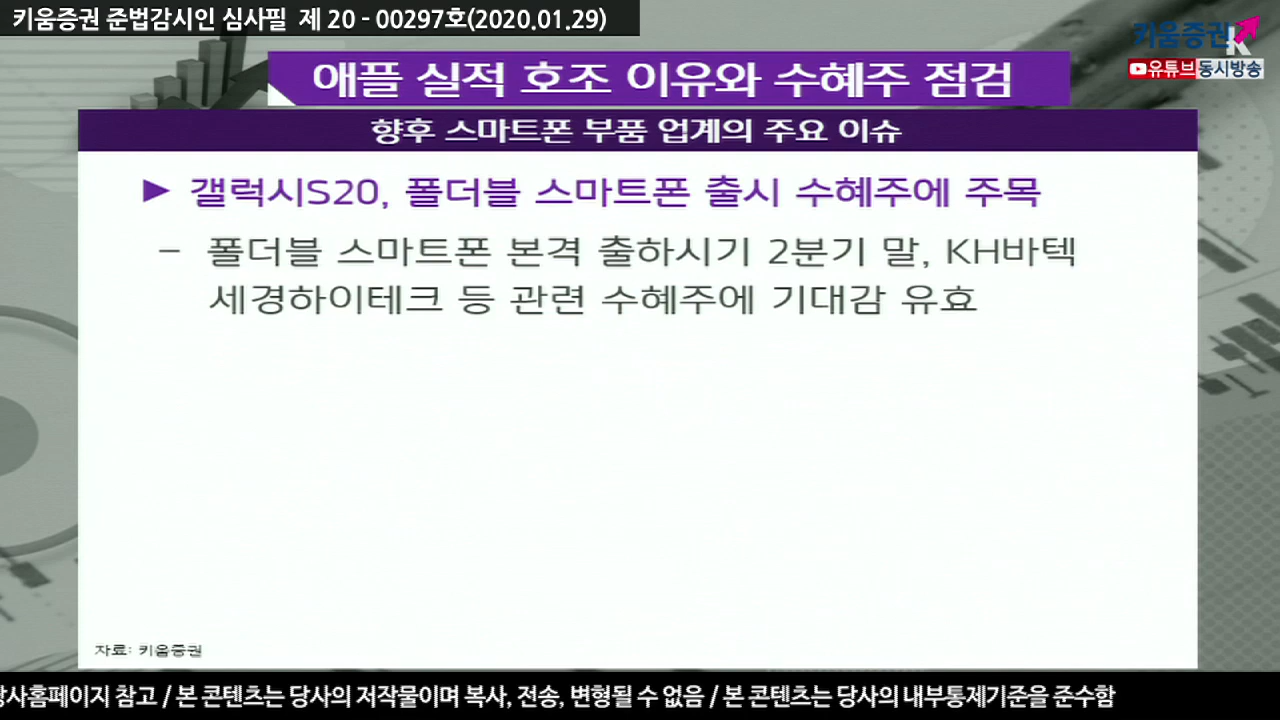 키움증권 준법감시인 심사필 제 20 - 00297호(2020.01.29)
키움증권
유튜브동시방송
애플 실적 호조 이유와 수혜주 점검
향후 스마트폰 부품 업계의 주요 이슈
▶ 갤럭시S20, 폴더블 스마트폰 출시 수혜주에 주목
– 폴더블 스마트폰 본격 출하시기 2분기 말, KH바텍
세경하이테크 등 관련 수혜주에 기대감 유효
자료: 키움증권
당사홈페이지 참고 / 본 콘텐츠는 당사의 저작물이며 복사, 전송, 변형될 수 없음 / 본 콘텐츠는 당사의 내부통제기준을 준수함